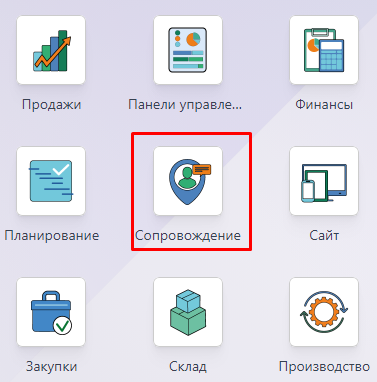 Продажи
Панели управле...
Финансы
Планирование
Сопровождение
Сайт
Закупки
Склад
Производство